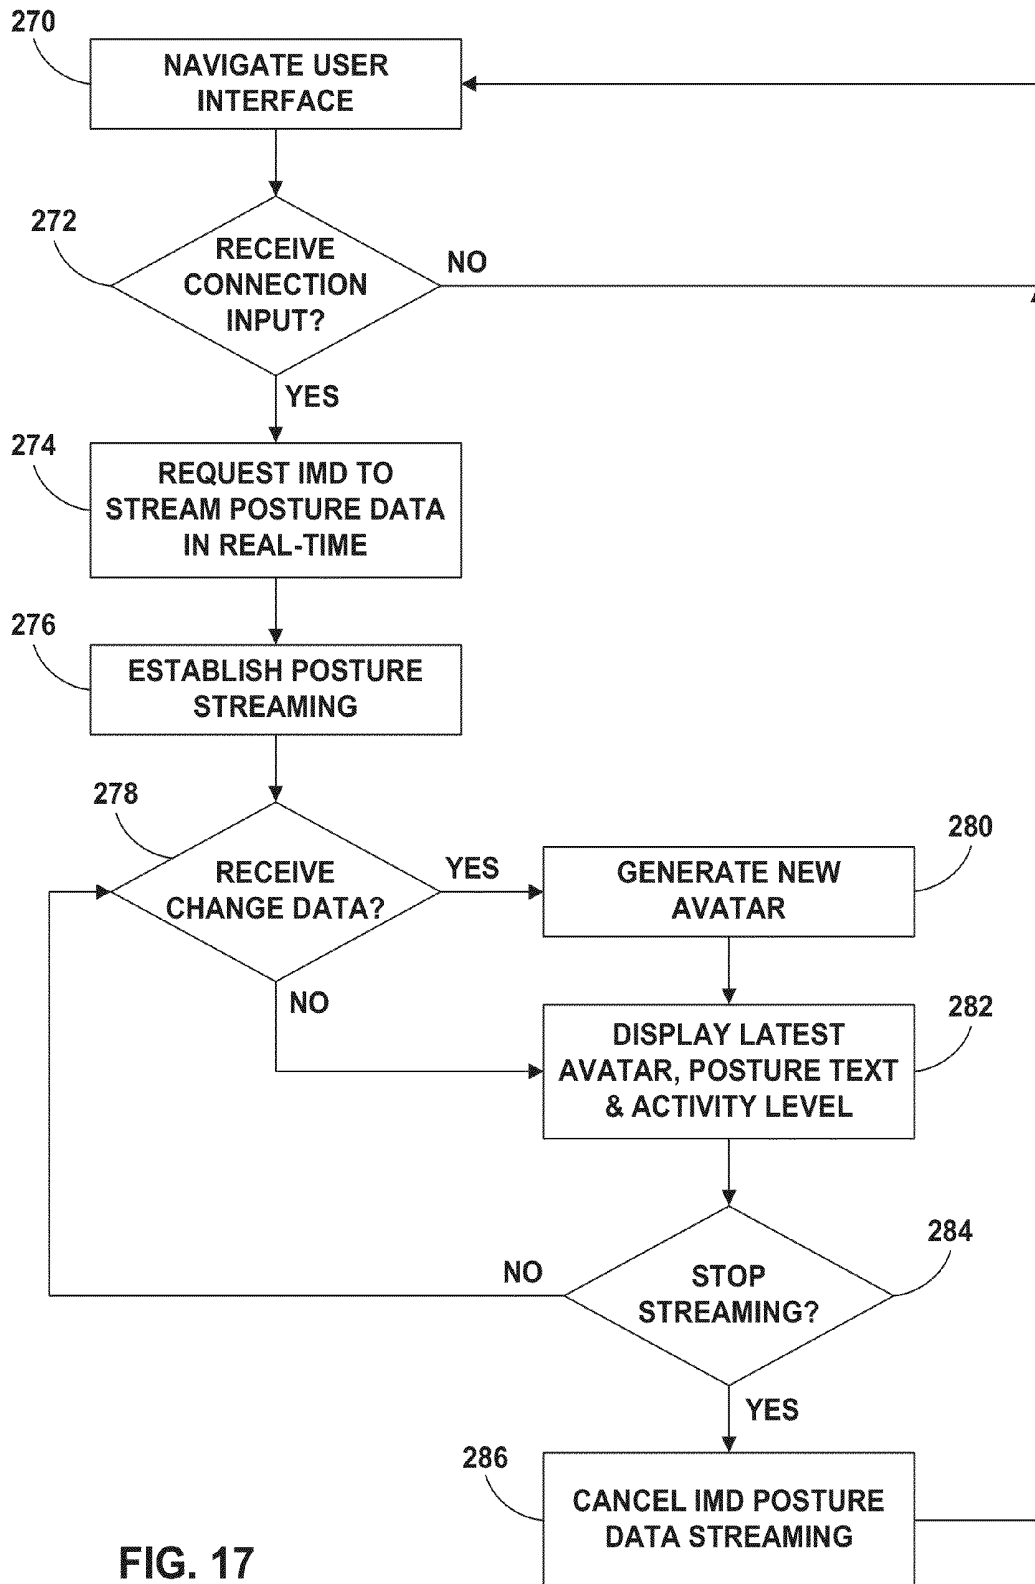 270
NAVIGATE USER
INTERFACE
272
RECEIVE
CONNECTION
INPUT?
NO
YES
274
REQUEST IMD TO
STREAM POSTURE DATA
IN REAL-TIME
276
ESTABLISH POSTURE
STREAMING
278
RECEIVE
CHANGE DATA?
YES
NO
280
GENERATE NEW
AVATAR
282
DISPLAY LATEST
AVATAR, POSTURE TEXT
& ACTIVITY LEVEL
284
STOP
STREAMING?
NO
YES
286
CANCEL IMD POSTURE
DATA STREAMING
FIG. 17